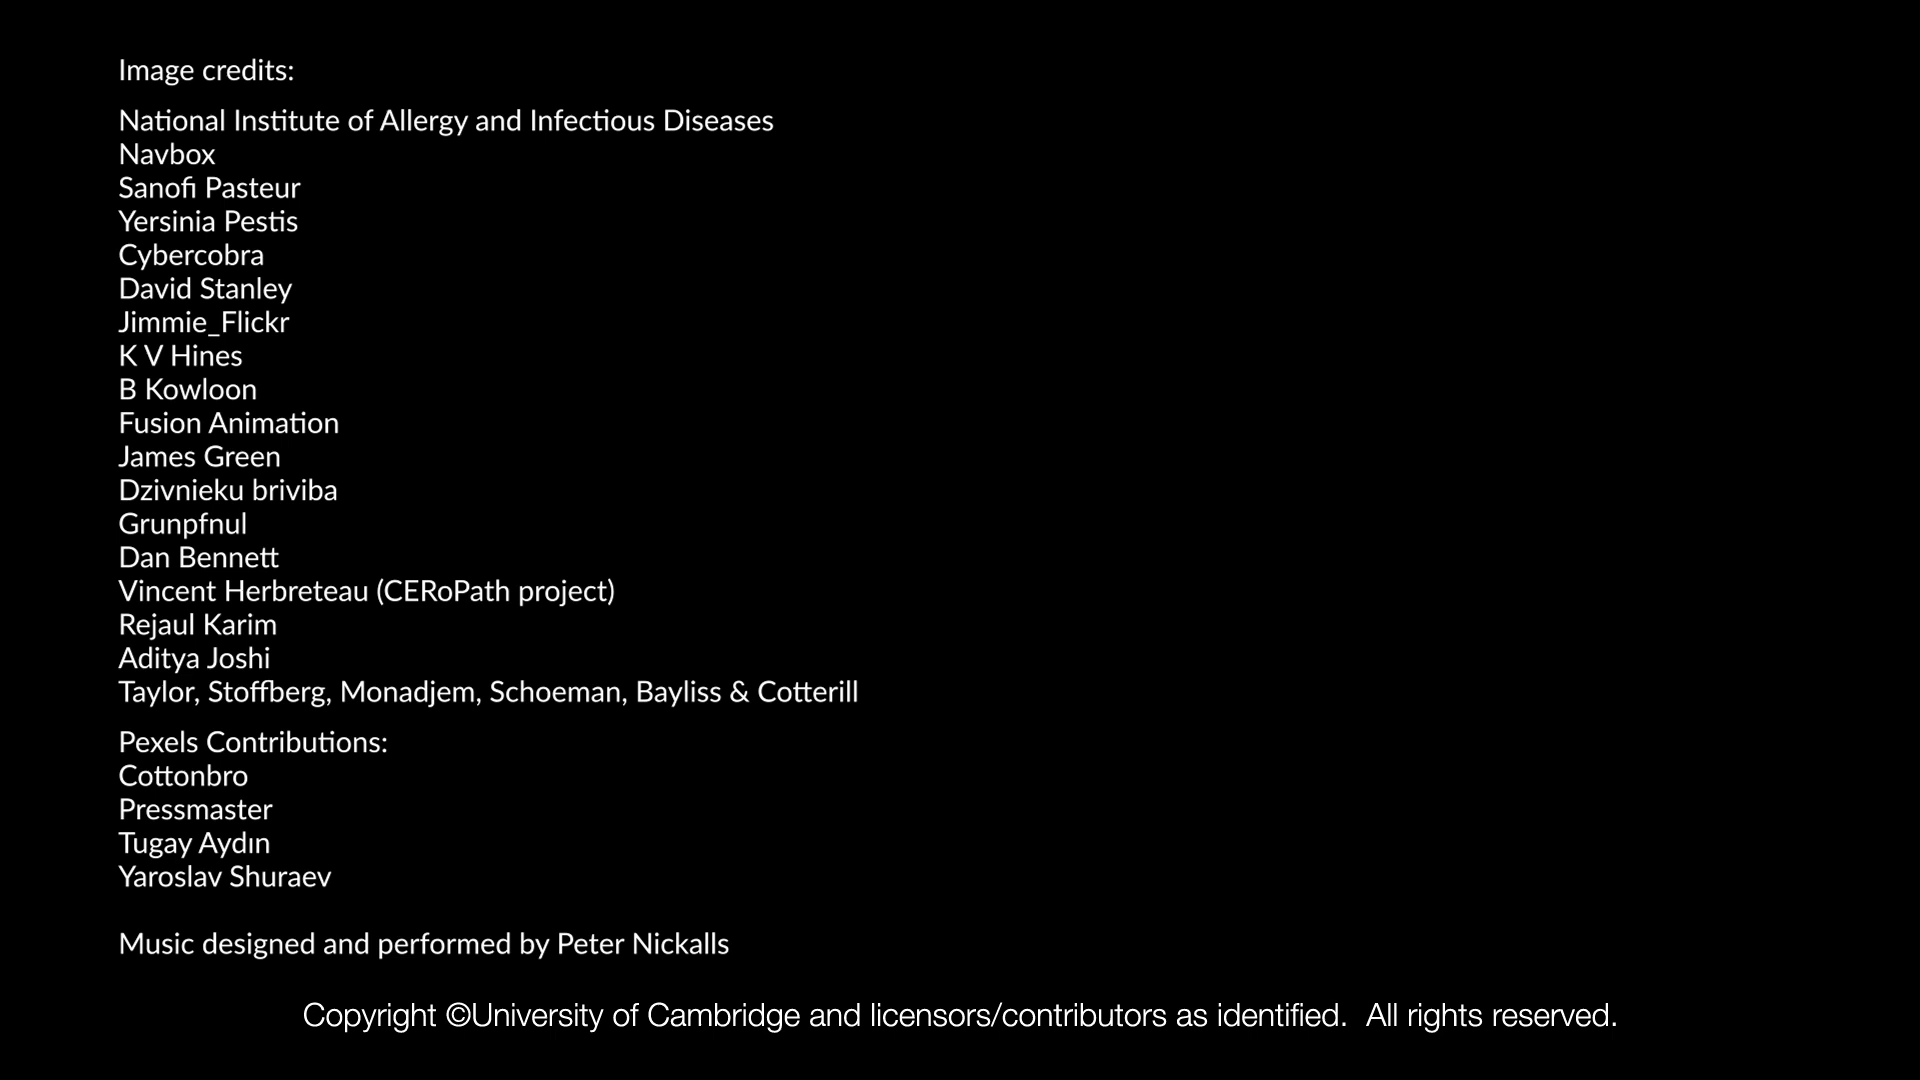 Image credits:
National Institute of Allergy and Infectious Diseases
Navbox
Sanofi Pasteur
Yersinia Pestis
Cybercobra
David Stanley
Jimmie_Flickr
K V Hines
B Kowloon
Fusion Animation
James Green
Dzivnieku briviba
Grunpfnul
Dan Bennett
Vincent Herbreteau (CERoPath project)
Rejaul Karim
Aditya Joshi
Taylor, Stoffberg, Monadjem, Schoeman, Bayliss & Cotterill
Pexels Contributions:
Cottonbro
Pressmaster
Tugay Aydın
Yaroslav Shuraev
Music designed and performed by Peter Nickalls
Copyright ©University of Cambridge and licensors/contributors as identified.  All rights reserved.